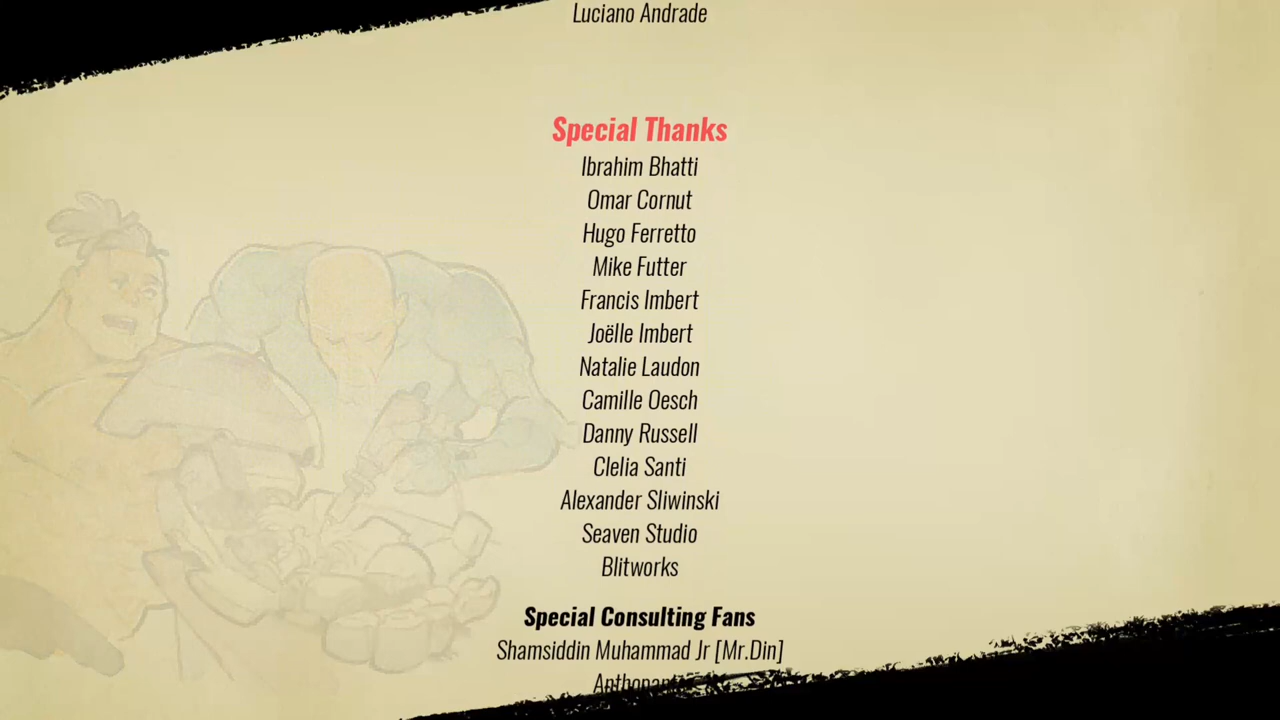 Luciano Andrade
Special Thanks
Ibrahim Bhatti
Omar Cornut
Hugo Ferretto
Mike Futter
Francis Imbert
Joëlle Imbert
Natalie Laudon
Camille Oesch
Danny Russell
Clelia Santi
Alexander Sliwinski
Seaven Studio
Blitworks
Special Consulting Fans
Shamsiddin Muhammad Jr [Mr.Din]